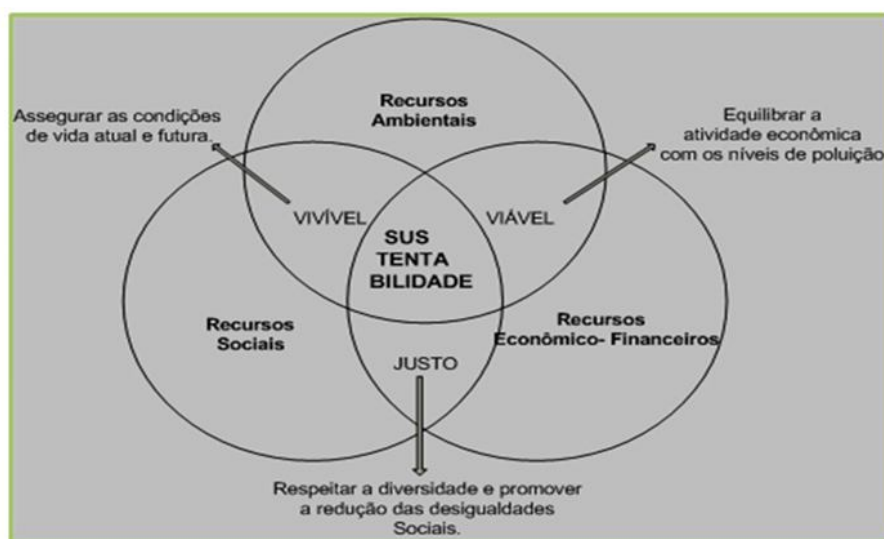 Recursos
Ambientais
Assegurar as condições
de vida atual e futura.
Equilibrar a
atividade econômica
com os níveis de poluição
VIVÍVEL
VIÁVEL
SUS
TENTA
BILIDADE
Recursos
Sociais
Recursos
Econômico- Financeiros
JUSTO
Respeitar a diversidade e promover
a redução das desigualdades
Sociais.